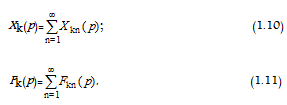 X_k(p)=∑_{n=1}^{∞} X_{kn}(p); (1.10)
F_k(p)=∑_{n=1}^{∞} F_{kn}(p). (1.11)